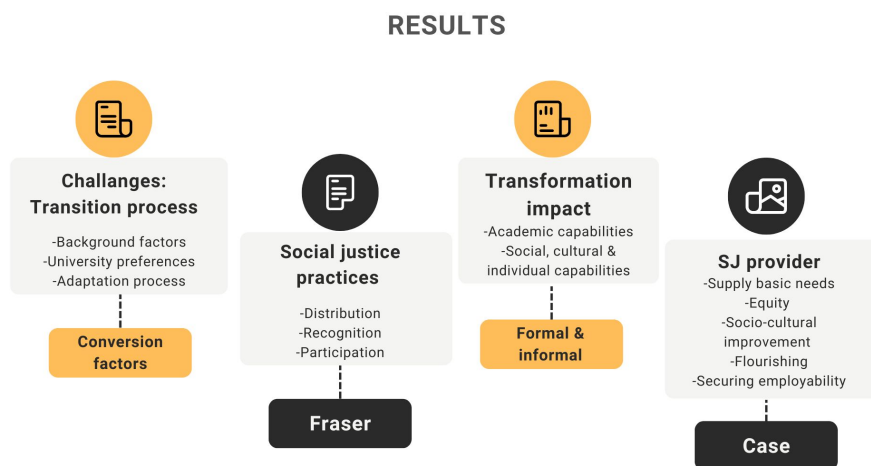 RESULTS
Challanges:
Transition process
-Background factors
-University preferences
-Adaptation process
Conversion
factors
Social justice
practices
-Distribution
-Recognition
-Participation
Fraser
Transformation
impact
-Academic capabilities
-Social, cultural &
individual capabilities
Formal &
informal
SJ provider
-Supply basic needs
-Equity
-Socio-cultural
improvement
-Flourishing
-Securing employability
Case